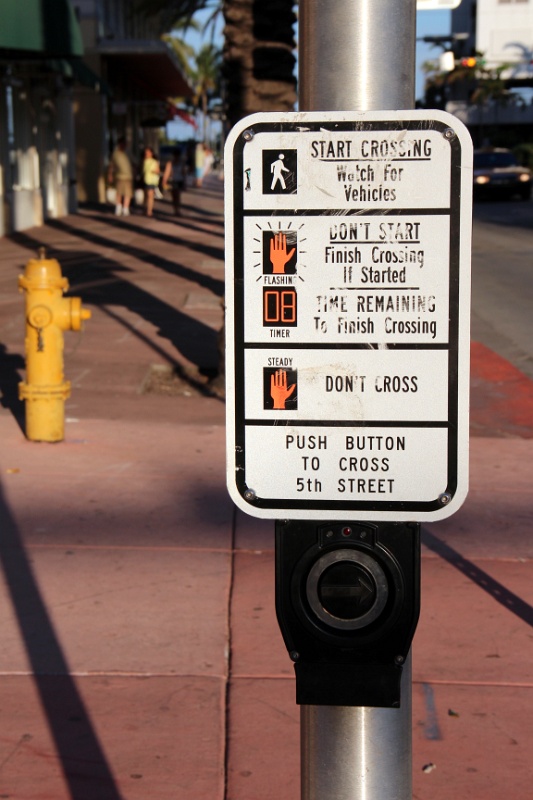 START CROSSING
Watch For
Vehicles
DON'T START
Finish Crossing
If Started
FLASHING
08
TIME REMAINING
To Finish Crossing
TIMER
STEADY
DON'T CROSS
PUSH BUTTON
TO CROSS
5th STREET